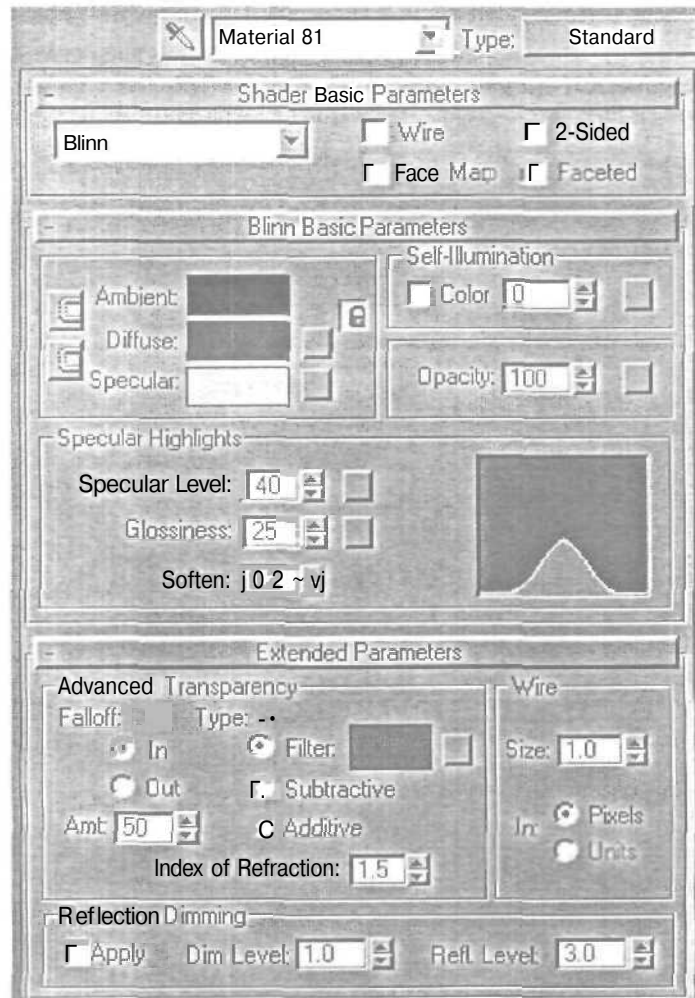 Material 81 Type: Standard
Shader Basic Parameters
Blinn
Wire
2-Sided
Face Map
Faceted
Blinn Basic Parameters
Ambient:
Diffuse:
Specular:
Self-Illumination
Color 0
Opacity: 100
Specular Highlights
Specular Level: 40
Glossiness: 25
Soften: j 0 2 ~ vj
Extended Parameters
Advanced Transparency
Falloff:
In
Out
Amt: 50
Type: -•
Filter:
Subtractive
Additive
Index of Refraction: 1.5
Wire
Size: 1.0
In:
Pixels
Units
Reflection Dimming
Apply Dim Level: 1.0 Refl. Level: 3.0